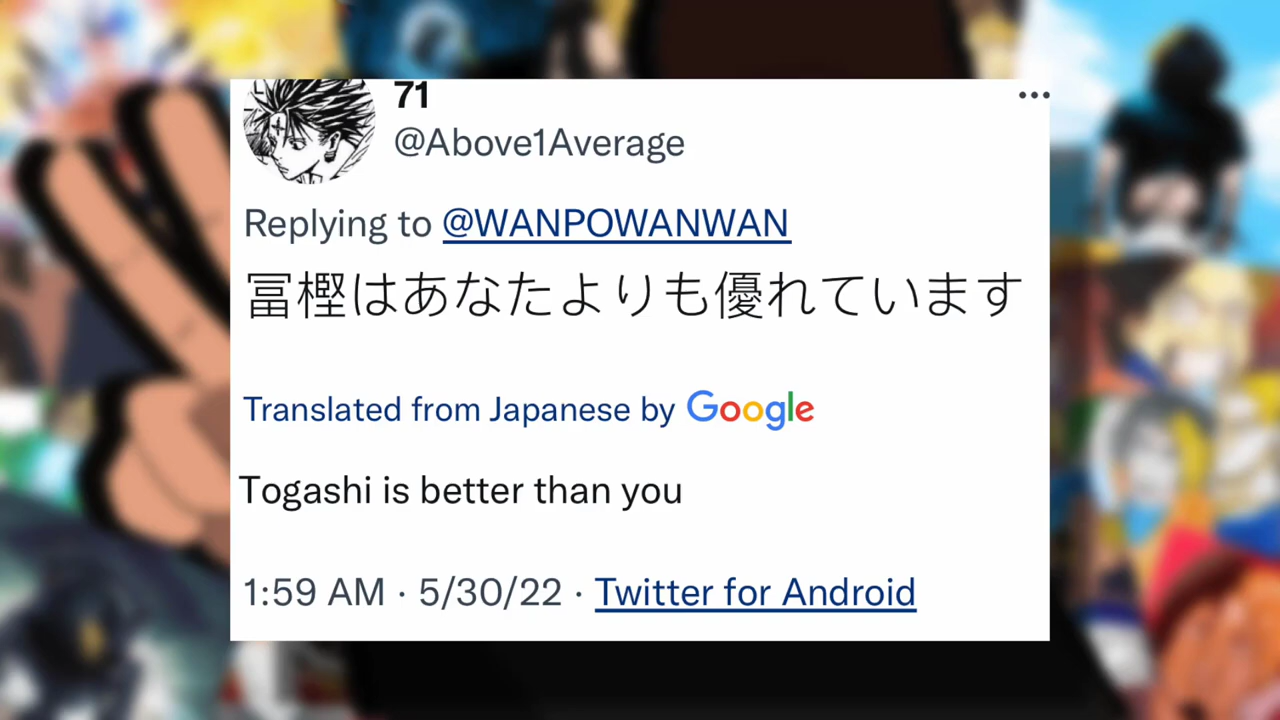 71
@Above1Average
Replying to @WANPOWANWAN
冨樫はあなたよりも優れています
Translated from Japanese by Google
Togashi is better than you
1:59 AM · 5/30/22 · Twitter for Android